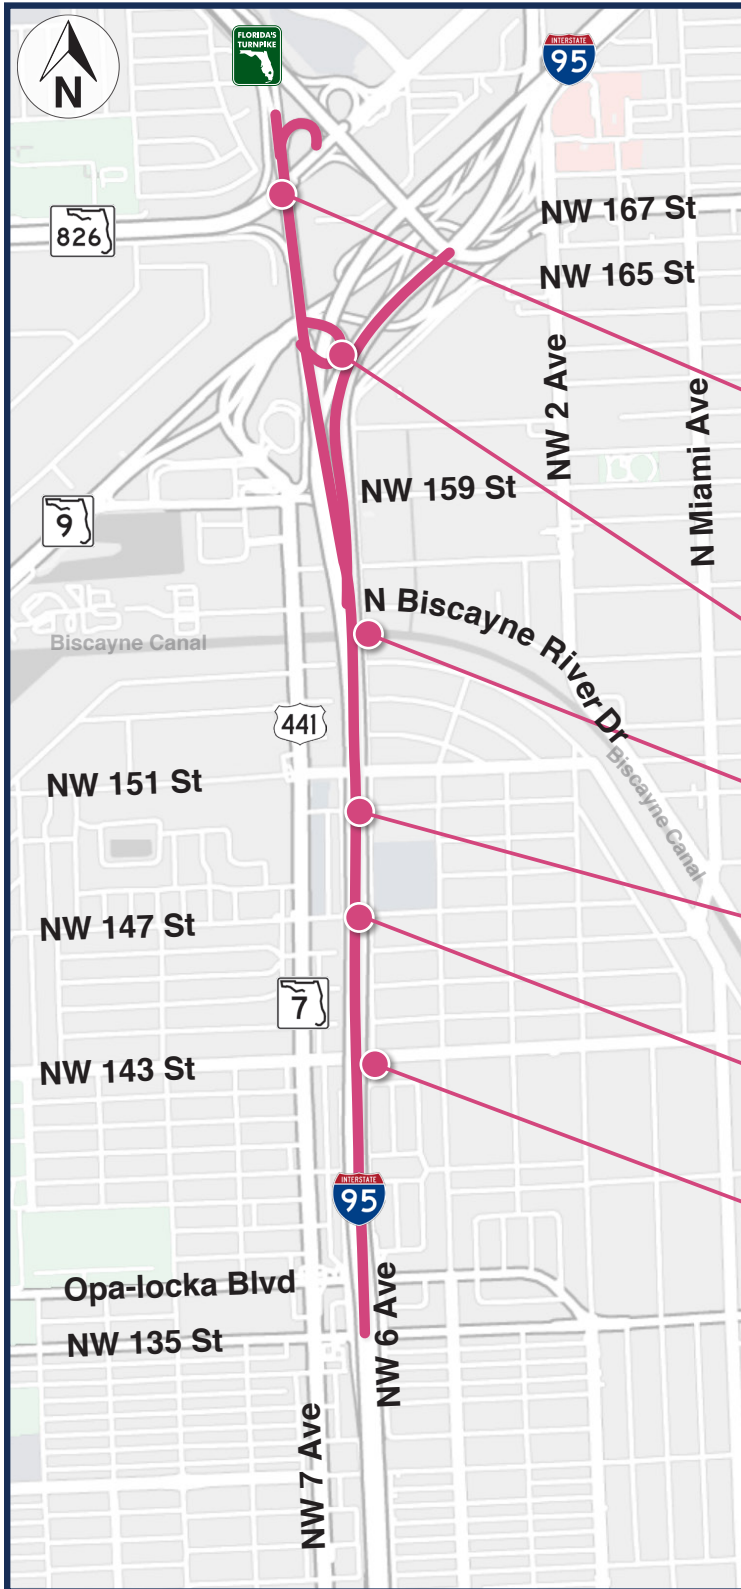 FLORIDA'S
TURNPIKE
INTERSTATE
95
N
826
NW 167 St
NW 165 St
NW 2 Ave
N Miami Ave
NW 159 St
9
N Biscayne River Dr
Biscayne Canal
441
NW 151 St
Biscayne Canal
NW 147 St
7
NW 143 St
INTERSTATE
95
Opa-locka Blvd
NW 6 Ave
NW 135 St
NW 7 Ave